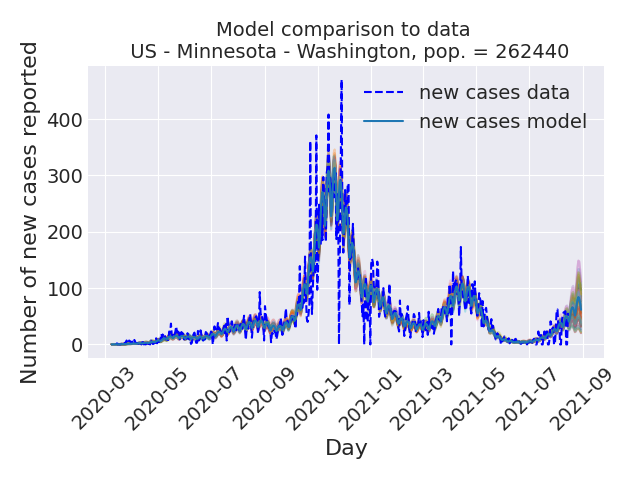 Model comparison to data
US - Minnesota - Washington, pop. = 262440
Number of new cases reported
400
300
200
100
0
new cases data
new cases model
2020-03
2020-05
2020-07
2020-09
2020-11
2021-01
2021-03
2021-05
2021-07
2021-09
Day